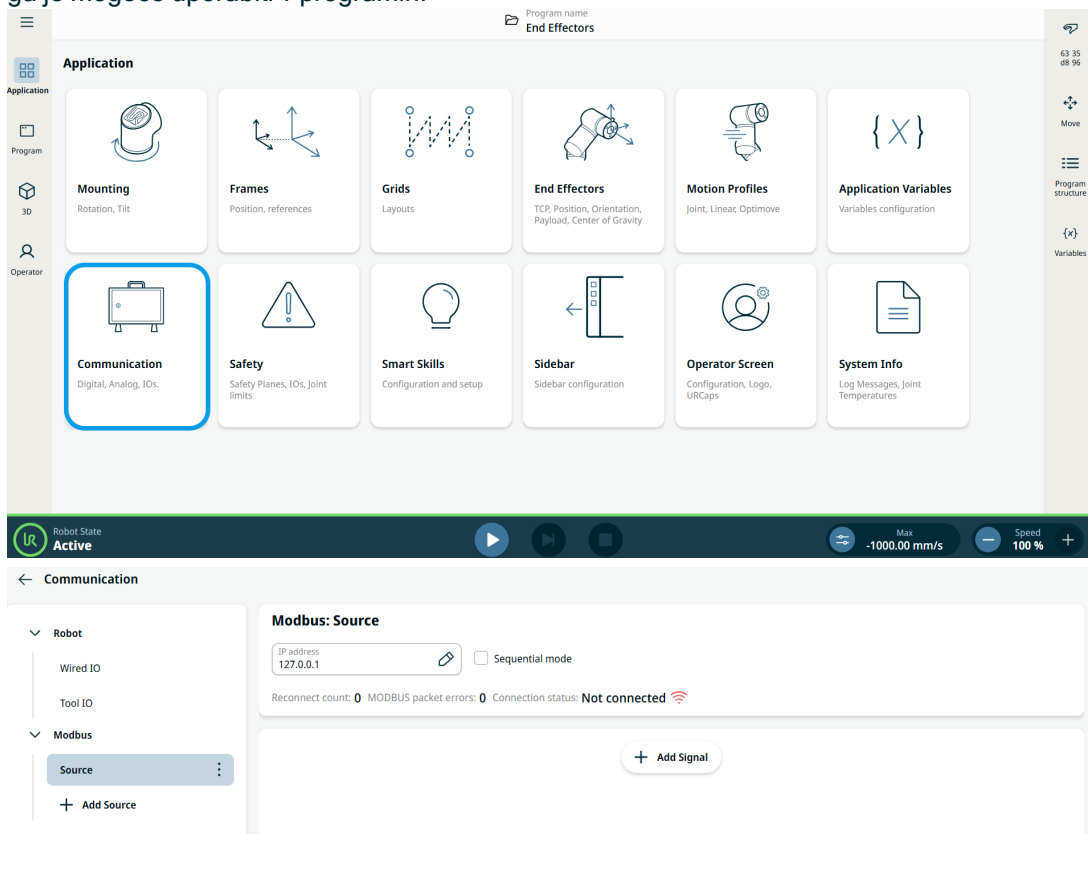 Program name
End Effectors
63 35
d8 96
Application
Application
Program
3D
Operator
Move
Program
structure
{x}
Variables
Mounting
Rotation, Tilt
Frames
Position, references
Grids
Layouts
End Effectors
TCP, Position, Orientation,
Payload, Center of Gravity
Motion Profiles
Joint, Linear, Optimove
{X}
Application Variables
Variables configuration
Communication
Digital, Analog, IOs.
Safety
Safety Planes, IOs, Joint
limits
Smart Skills
Configuration and setup
Sidebar
Sidebar configuration
Operator Screen
Configuration, Logo,
URCaps
System Info
Log Messages, Joint
Temperatures
UR
Robot State
Active
Max
-1000.00 mm/s
Speed
100 %
Communication
Robot
Wired IO
Tool IO
Modbus
Source
Add Source
Modbus: Source
IP address
127.0.0.1
Sequential mode
Reconnect count: 0 MODBUS packet errors: 0 Connection status: Not connected
Add Signal